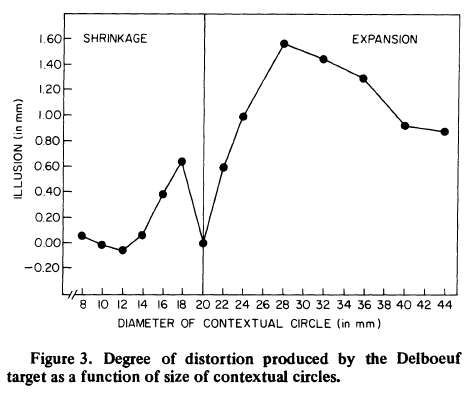 SHRINKAGE EXPANSION
1.60
1.40
1.20
1.00
0.80
0.60
0.40
0.20
0.00
−0.20
ILLUSION (in mm)
8 10 12 14 16 18 20 22 24 26 28 30 32 34 36 38 40 42 44
DIAMETER OF CONTEXTUAL CIRCLE (in mm)
Figure 3. Degree of distortion produced by the Delboeuf
target as a function of size of contextual circles.